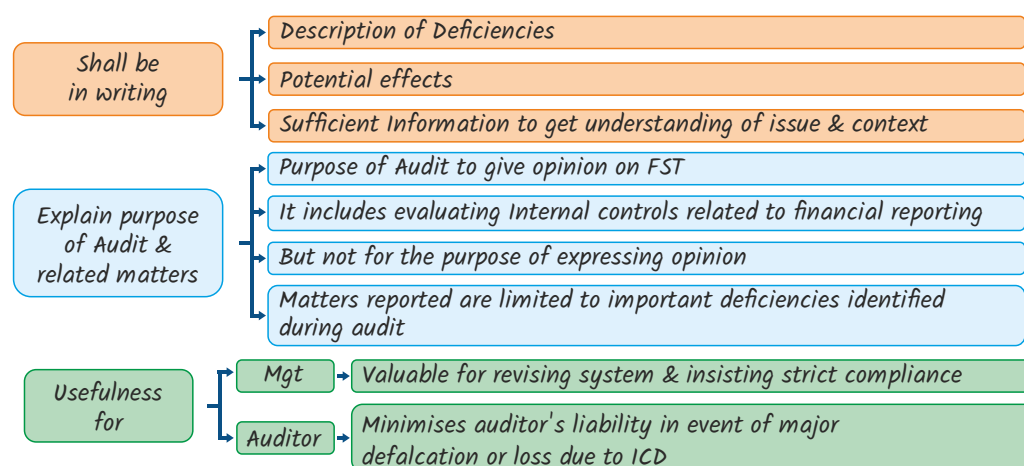 Shall be
in writing
Description of Deficiencies
Potential effects
Sufficient Information to get understanding of issue & context
Explain purpose
of Audit &
related matters
Purpose of Audit to give opinion on FST
It includes evaluating Internal controls related to financial reporting
But not for the purpose of expressing opinion
Matters reported are limited to important deficiencies identified
during audit
Usefulness
for
Mgt
Valuable for revising system & insisting strict compliance
Auditor
Minimises auditor's liability in event of major
defalcation or loss due to ICD